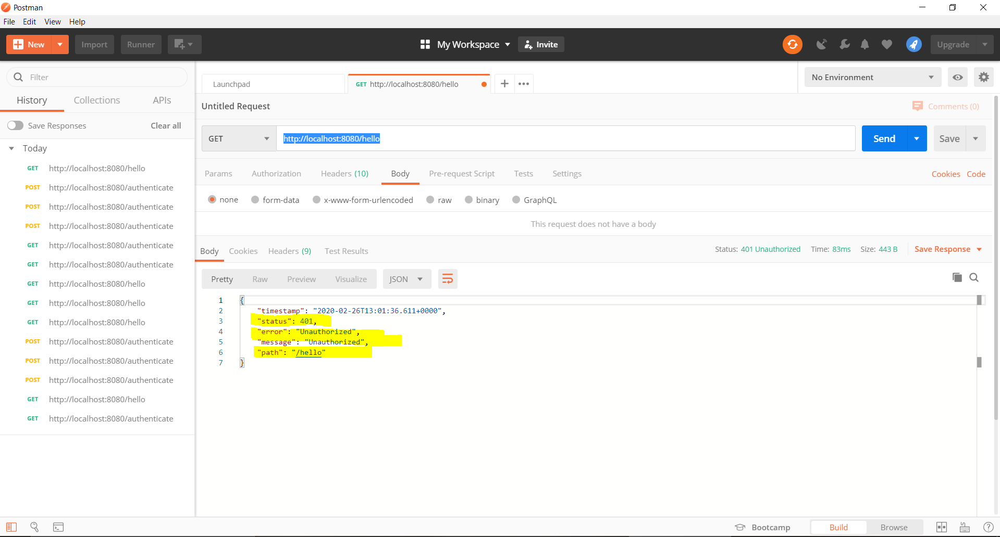 Postman
File Edit View Help
New Import Runner My Workspace Invite Upgrade
Filter
History Collections APIs
Save Responses Clear all
Today
GET http://localhost:8080/hello
POST http://localhost:8080/authenticate
POST http://localhost:8080/authenticate
POST http://localhost:8080/authenticate
GET http://localhost:8080/authenticate
GET http://localhost:8080/authenticate
GET http://localhost:8080/hello
GET http://localhost:8080/hello
GET http://localhost:8080/hello
POST http://localhost:8080/authenticate
POST http://localhost:8080/authenticate
POST http://localhost:8080/authenticate
GET http://localhost:8080/hello
GET http://localhost:8080/authenticate
Launchpad GET http://localhost:8080/hello + ••• No Environment
Untitled Request Comments (0)
GET http://localhost:8080/hello Send Save
Params Authorization Headers (10) Body Pre-request Script Tests Settings Cookies Code
none form-data x-www-form-urlencoded raw binary GraphQL
This request does not have a body
Body Cookies Headers (9) Test Results Status: 401 Unauthorized Time: 83ms Size: 443 B Save Response
Pretty Raw Preview Visualize JSON
1 {
2 "timestamp": "2020-02-26T13:01:36.611+0000",
3 "status": 401,
4 "error": "Unauthorized",
5 "message": "Unauthorized",
6 "path": "/hello"
7 }
Bootcamp Build Browse ?